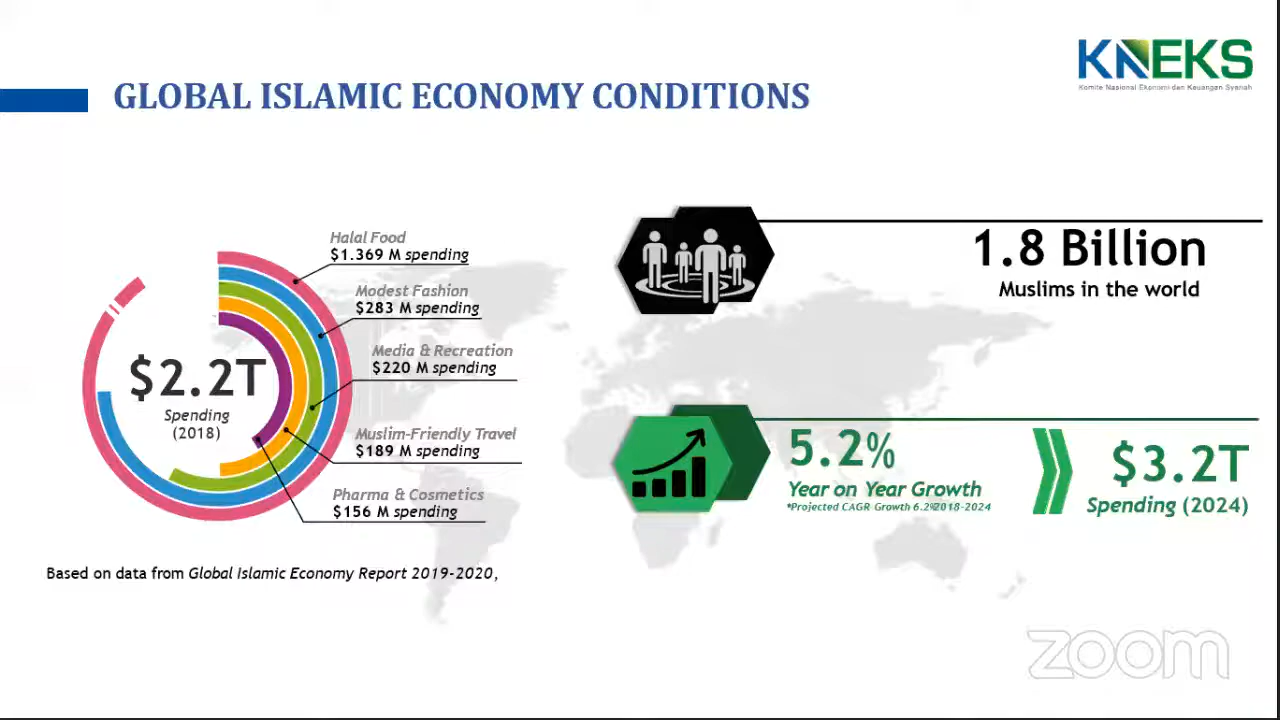 KNEKS
Komite Nasional Ekonomi dan Keuangan Syariah
GLOBAL ISLAMIC ECONOMY CONDITIONS
Halal Food
$1.369 M spending
Modest Fashion
$283 M spending
Media & Recreation
$220 M spending
Muslim-Friendly Travel
$189 M spending
Pharma & Cosmetics
$156 M spending
$2.2T
Spending
(2018)
Based on data from Global Islamic Economy Report 2019-2020,
1.8 Billion
Muslims in the world
5.2%
Year on Year Growth
*Projected CAGR Growth 2018-2024
$3.2T
Spending (2024)
zoom